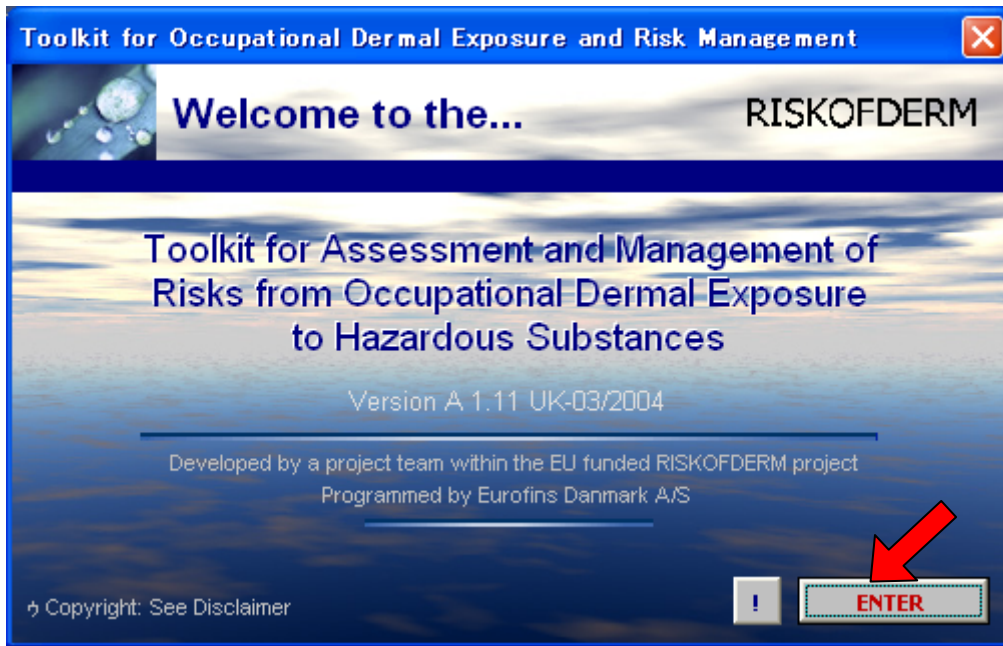 Toolkit for Occupational Dermal Exposure and Risk Management
Welcome to the...
RISKOFDERM
Toolkit for Assessment and Management of
Risks from Occupational Dermal Exposure
to Hazardous Substances
Version A 1.11 UK-03/2004
Developed by a project team within the EU funded RISKOFDERM project
Programmed by Eurofins Danmark A/S
ゥ Copyright: See Disclaimer
!
ENTER